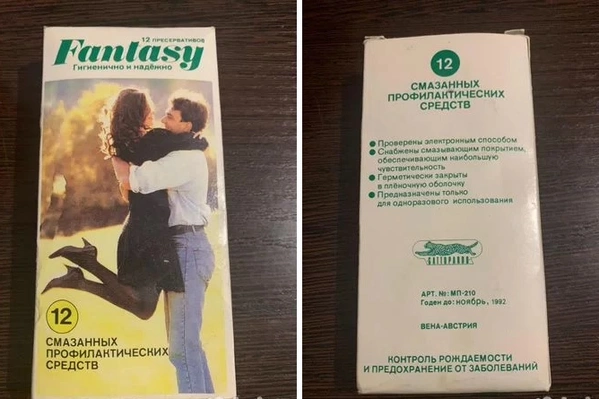 12 ПРЕСЕРВАТИВОВ
Fantasy
Гигиенично и надёжно
12
СМАЗАННЫХ
ПРОФИЛАКТИЧЕСКИХ
СРЕДСТВ
12
СМАЗАННЫХ
ПРОФИЛАКТИЧЕСКИХ
СРЕДСТВ
Проверены электронным способом
Снабжены смазывающим покрытием,
обеспечивающим наибольшую
чувствительность
Герметически закрыты
в плёночную оболочку
Предназначены только
для одноразового использования
GATTOPARDO
АРТ. №: МП-210
Годен до: ноябрь, 1992
ВЕНА-АВСТРИЯ
КОНТРОЛЬ РОЖДАЕМОСТИ
И ПРЕДОХРАНЕНИЕ ОТ ЗАБОЛЕВАНИЙ